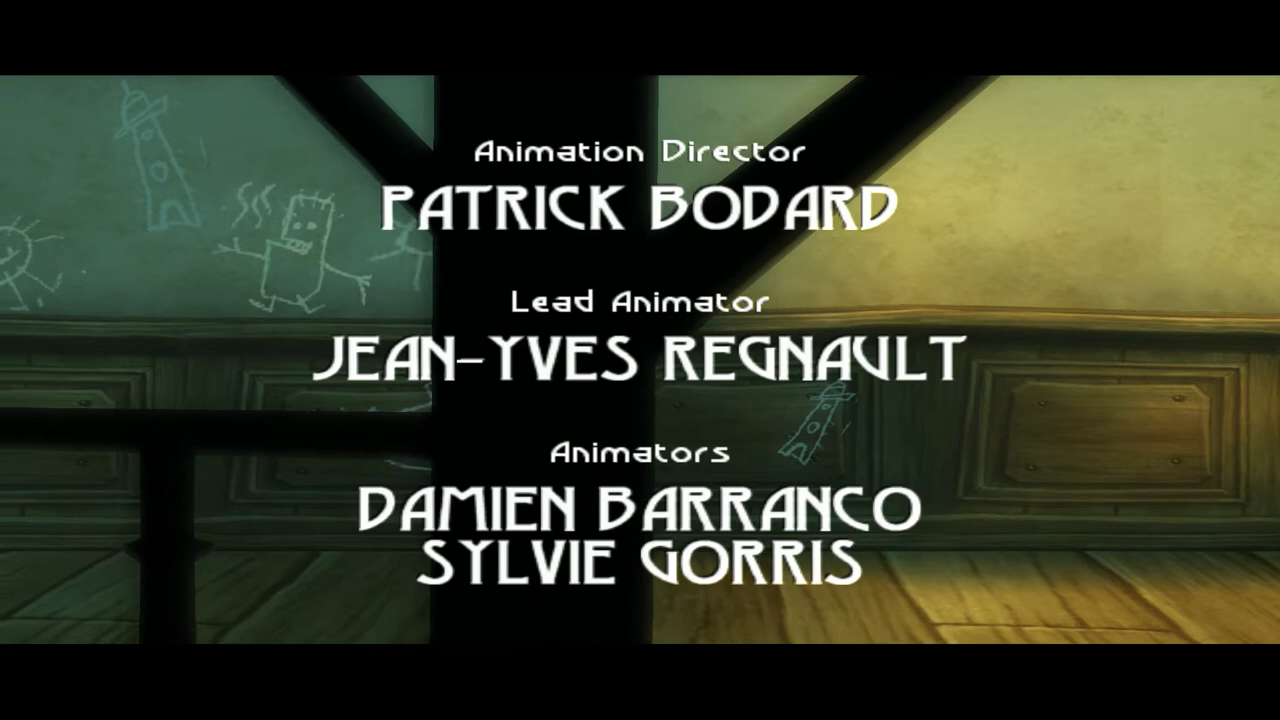 Animation Director
PATRICK BODARD
Lead Animator
JEAN-YVES REGNAULT
Animators
DAMIEN BARRANCO
SYLVIE GORRIS